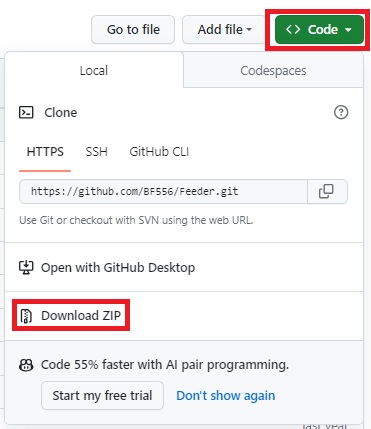 Go to file
Add file
<> Code
Local
Codespaces
Clone
HTTPS
SSH
GitHub CLI
https://github.com/BF556/Feeder.git
Use Git or checkout with SVN using the web URL.
Open with GitHub Desktop
Download ZIP
Code 55% faster with AI pair programming.
Start my free trial
Don't show again
last year